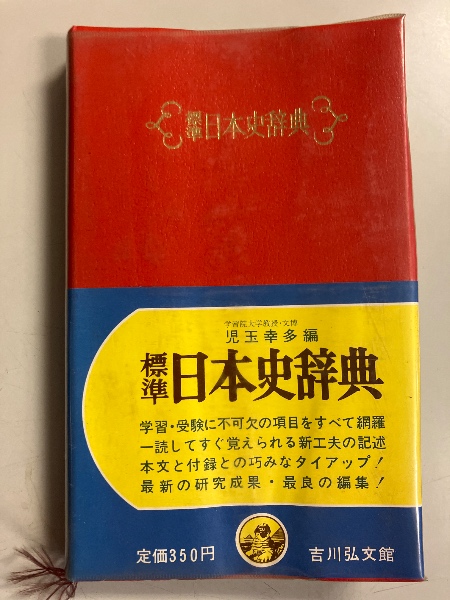 標準日本史辞典
学習院大学教授・文博
児玉幸多編
標準日本史辞典
学習・受験に不可欠の項目をすべて網羅
一読してすぐ覚えられる新工夫の記述
本文と付録との巧みなタイアップ!
最新の研究成果・最良の編集!
定価350円
吉川弘文館